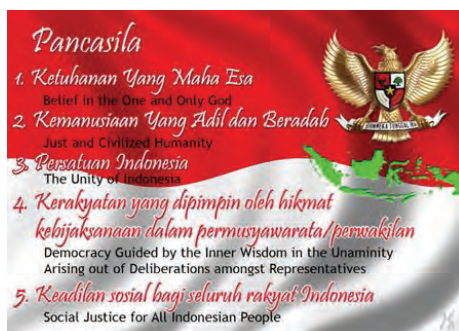 Pancasila
1. Ketuhanan Yang Maha Esa
Belief in the One and Only God
2. Kemanusiaan Yang Adil dan Beradab
Just and Civilized Humanity
3. Persatuan Indonesia
The Unity of Indonesia
4. Kerakyatan yang dipimpin oleh hikmat
kebijaksanaan dalam permusyawarata/perwakilan
Democracy Guided by the Inner Wisdom in the Unaminity
Arising out of Deliberations amongst Representatives
5. Keadilan sosial bagi seluruh rakyat Indonesia
Social Justice for All Indonesian People
BHINNEKA TUNGGAL IKA